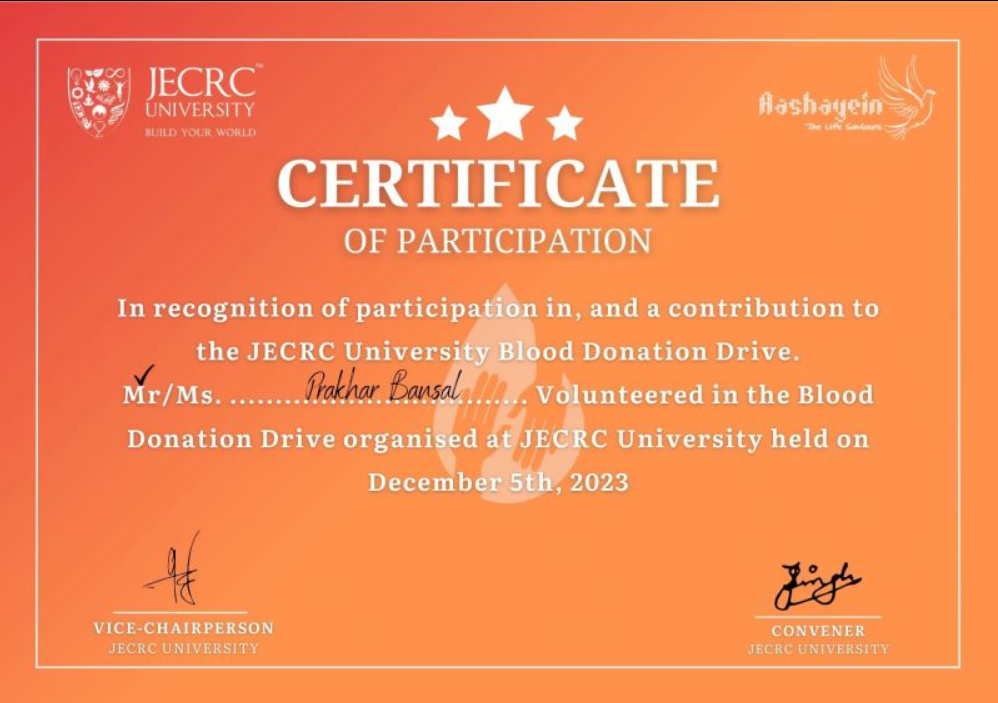 JECRC™
UNIVERSITY
BUILD YOUR WORLD
Aashayein
The Life Saviours
CERTIFICATE
OF PARTICIPATION
In recognition of participation in, and a contribution to
the JECRC University Blood Donation Drive.
Mr/Ms. ........Prakhar Bansal........ Volunteered in the Blood
Donation Drive organised at JECRC University held on
December 5th, 2023
VICE-CHAIRPERSON
JECRC UNIVERSITY
Singh
CONVENER
JECRC UNIVERSITY